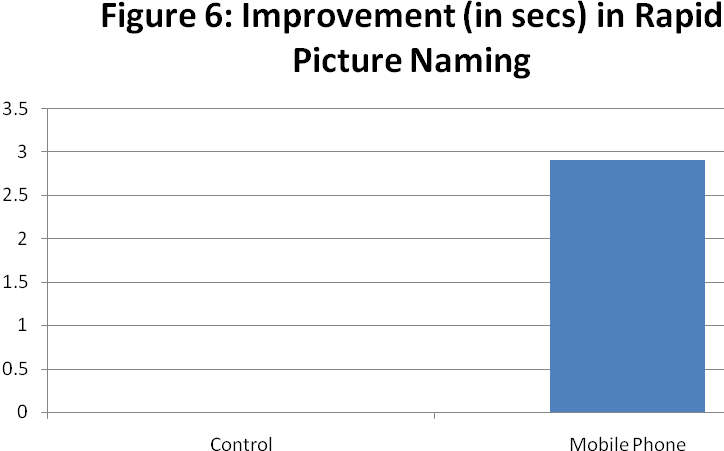 Figure 6: Improvement (in secs) in Rapid
Picture Naming
3.5
3
2.5
2
1.5
1
0.5
0
Control
Mobile Phone